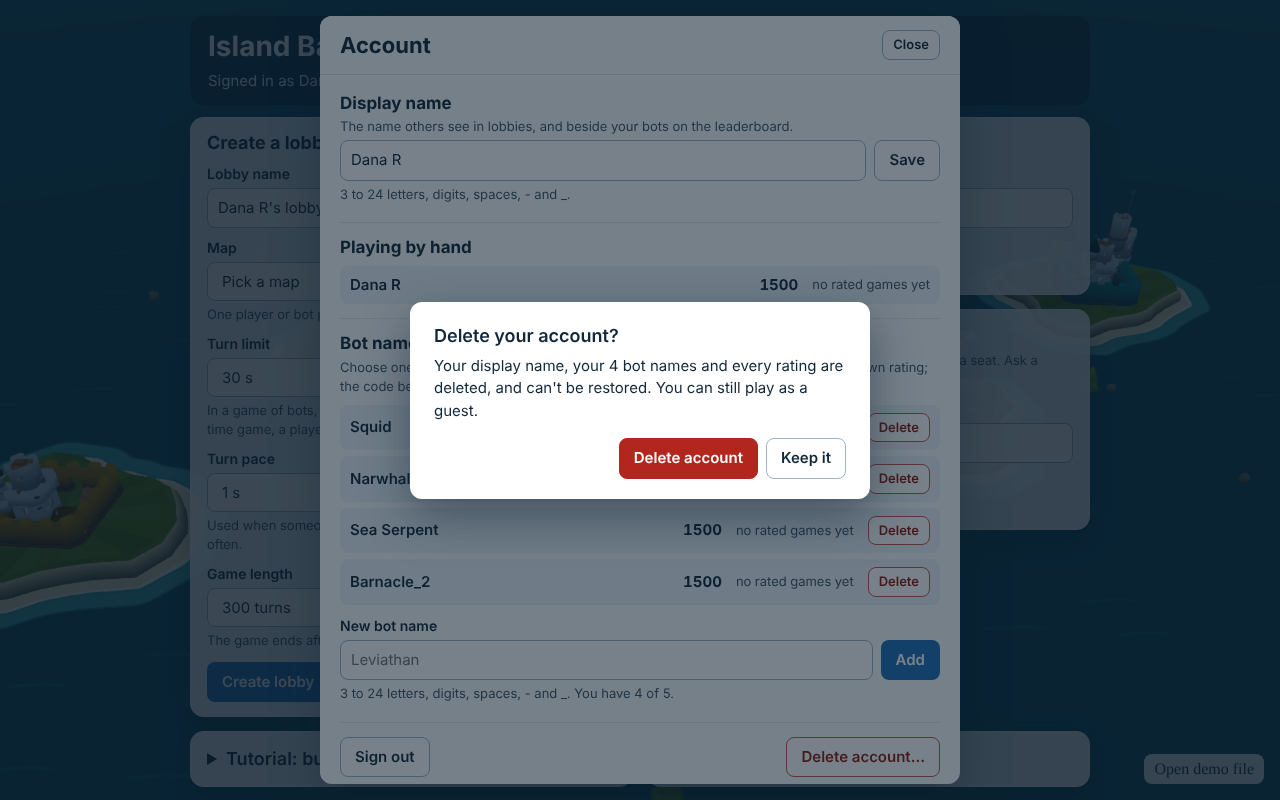 Island Ba
Signed in as Da
Account
Close
Display name
The name others see in lobbies, and beside your bots on the leaderboard.
Dana R
Save
3 to 24 letters, digits, spaces, - and _.
Playing by hand
Dana R
1500
no rated games yet
Delete your account?
Your display name, your 4 bot names and every rating are
deleted, and can't be restored. You can still play as a
guest.
Delete account
Keep it
Bot nam
Choose one
wn rating;
the code be
Squid
Delete
Narwhal
Delete
Sea Serpent
1500
no rated games yet
Delete
Barnacle_2
1500
no rated games yet
Delete
New bot name
Leviathan
Add
3 to 24 letters, digits, spaces, - and _. You have 4 of 5.
Sign out
Delete account...
Create a lobb
Lobby name
Dana R's lobby
Map
Pick a map
One player or bot p
Turn limit
30 s
In a game of bots,
time game, a playe
Turn pace
1 s
Used when someo
often.
Game length
300 turns
The game ends aft
Create lobby
a seat. Ask a
Tutorial: bu
Open demo file